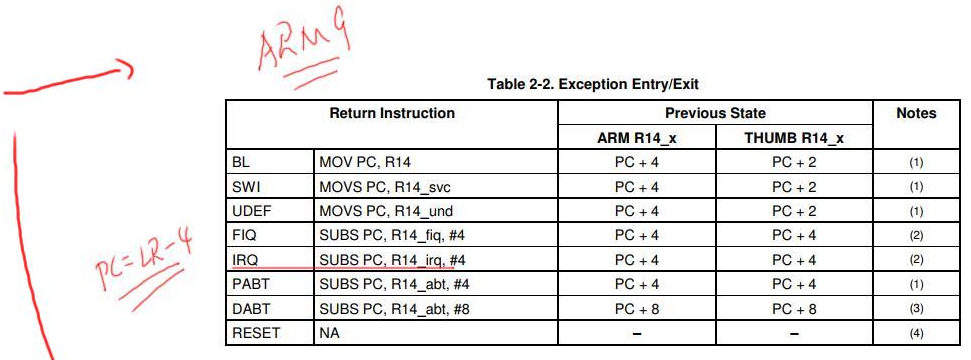 ARM9
Table 2-2. Exception Entry/Exit
Return Instruction Previous State Notes
ARM R14_x THUMB R14_x
BL MOV PC, R14 PC + 4 PC + 2 (1)
SWI MOVS PC, R14_svc PC + 4 PC + 2 (1)
UDEF MOVS PC, R14_und PC + 4 PC + 2 (1)
FIQ SUBS PC, R14_fiq, #4 PC + 4 PC + 4 (2)
IRQ SUBS PC, R14_irq, #4 PC + 4 PC + 4 (2)
PABT SUBS PC, R14_abt, #4 PC + 4 PC + 4 (1)
DABT SUBS PC, R14_abt, #8 PC + 8 PC + 8 (3)
RESET NA – – (4)
PC=LR-4